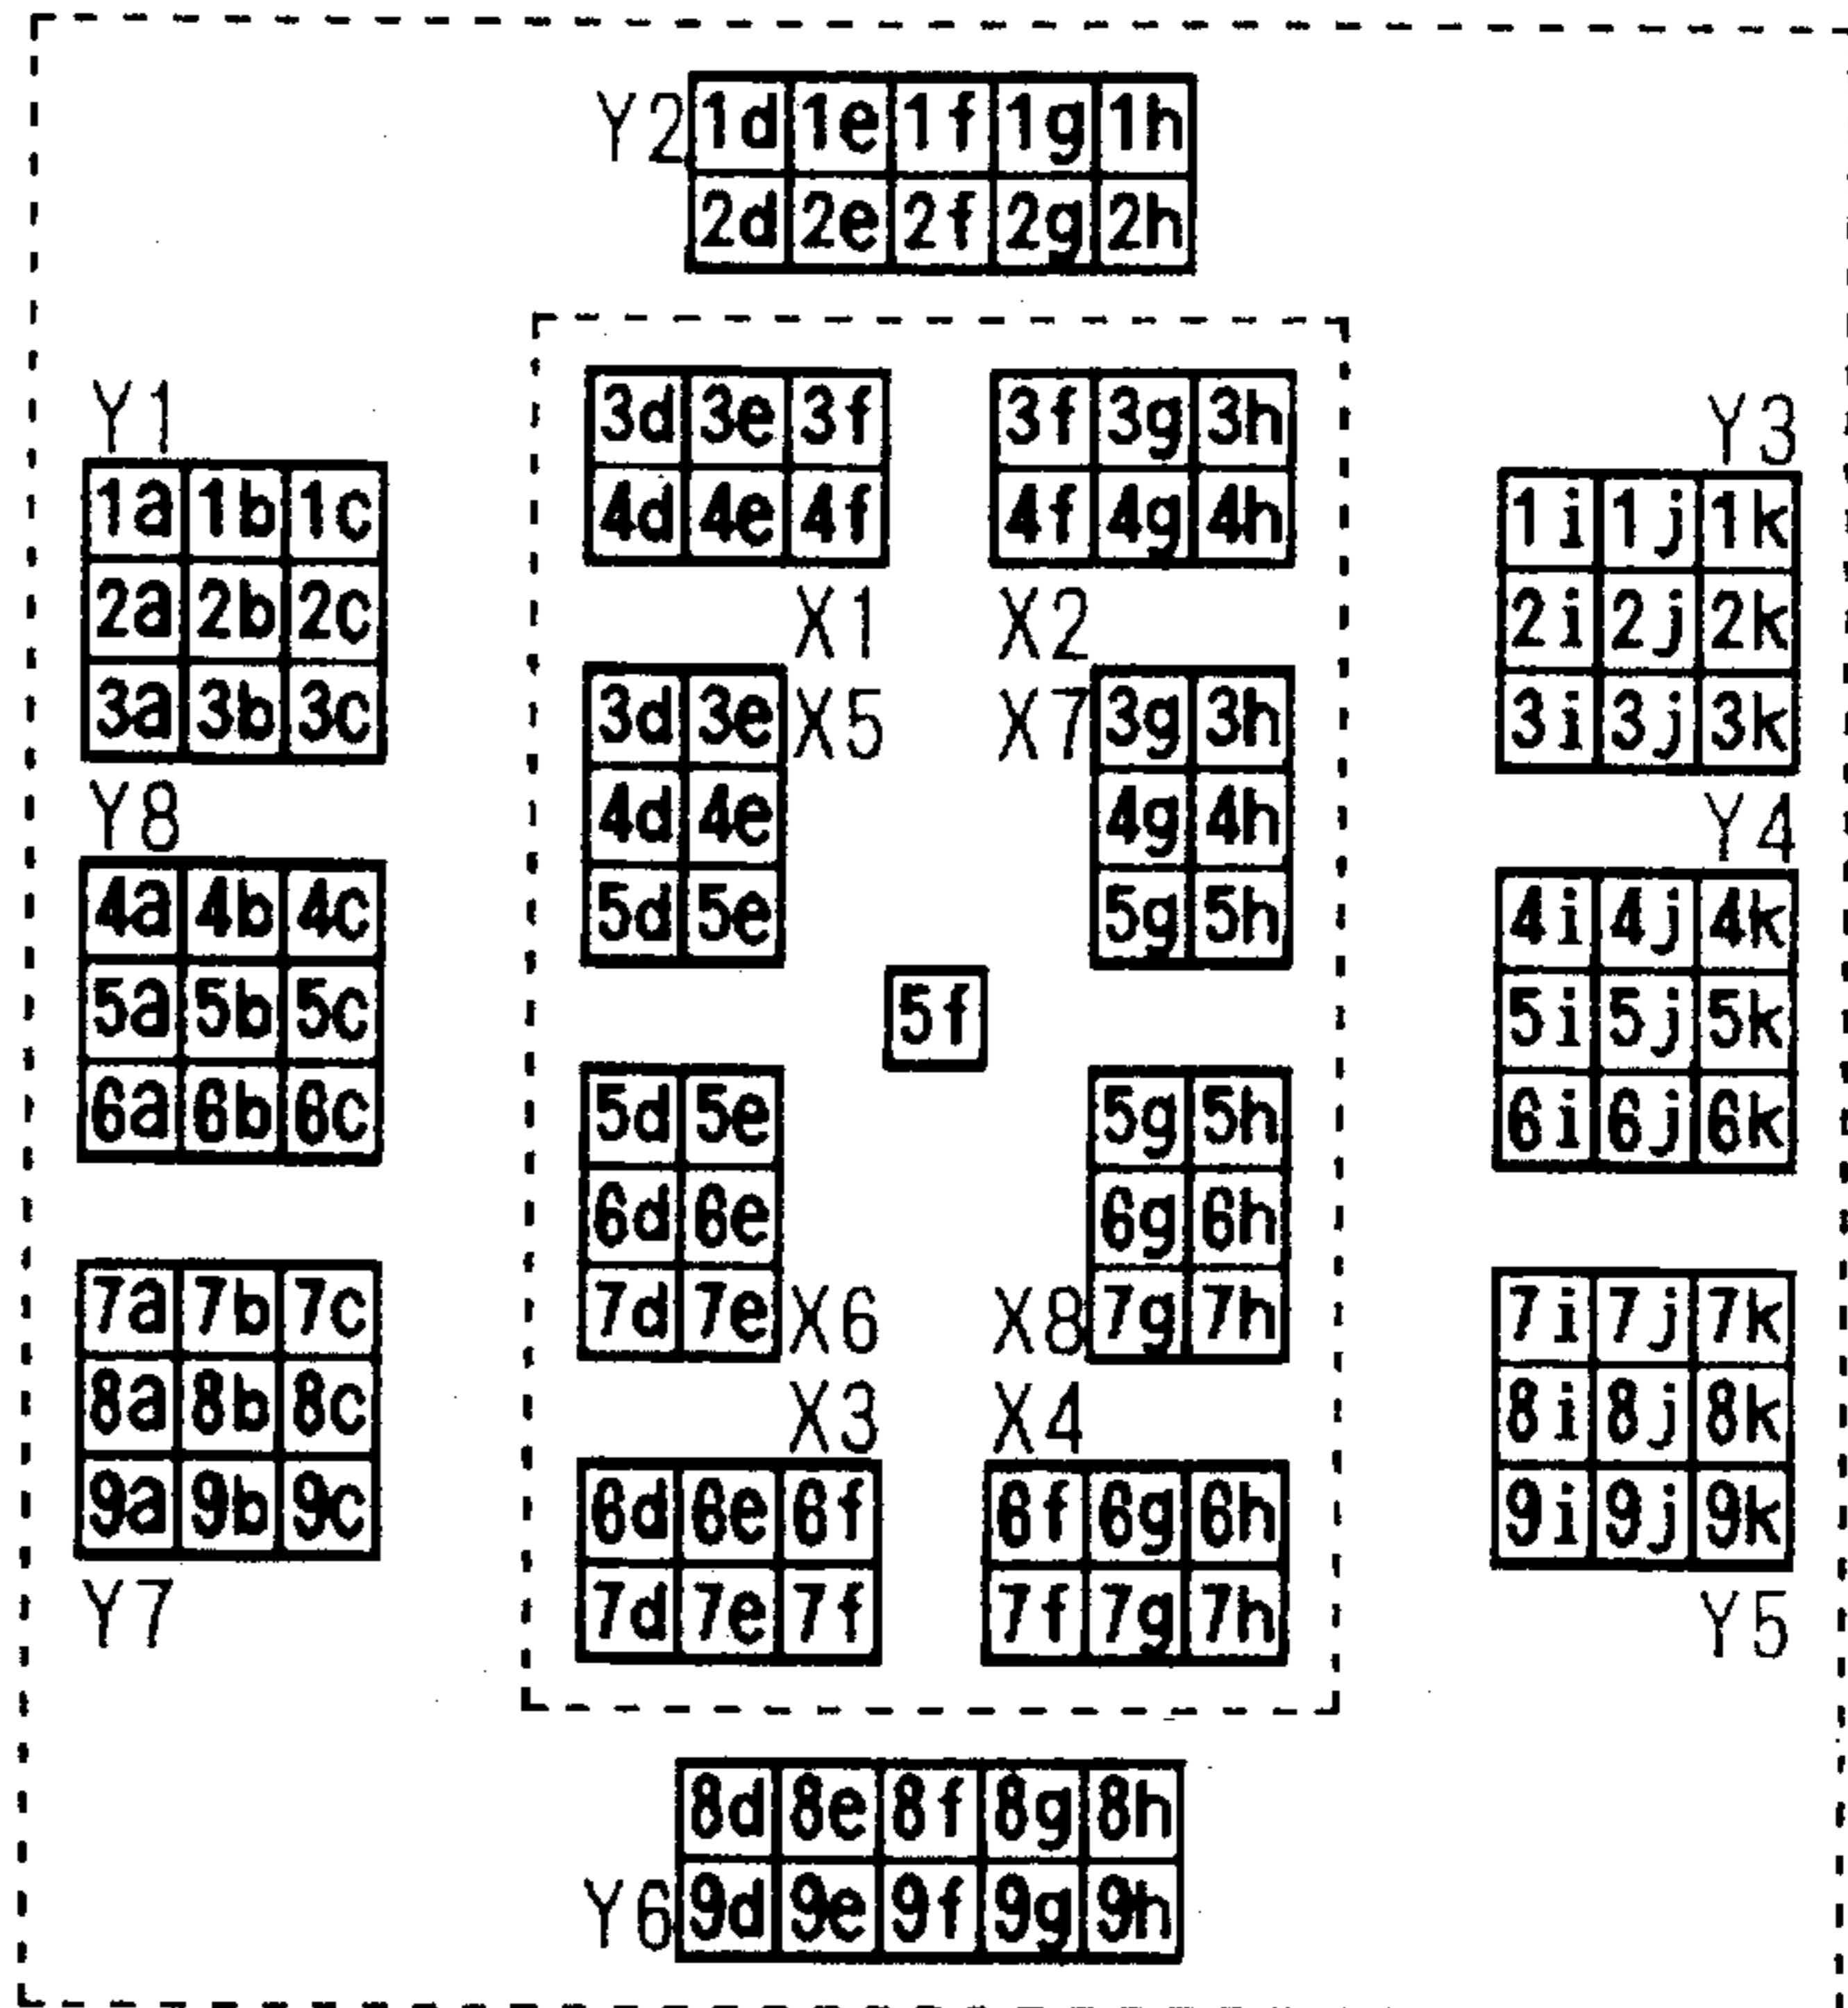 Y2 1d 1e 1f 1g 1h
2d 2e 2f 2g 2h
Y1
1a 1b 1c
2a 2b 2c
3a 3b 3c
Y8
4a 4b 4c
5a 5b 5c
6a 6b 6c
7a 7b 7c
8a 8b 8c
9a 9b 9c
Y7
3d 3e 3f
4d 4e 4f
X1
3f 3g 3h
4f 4g 4h
X2
3d 3e X5
4d 4e
5d 5e
X7 3g 3h
4g 4h
5g 5h
5f
5d 5e
6d 6e
7d 7e X6
5g 5h
6g 6h
X8 7g 7h
X3
6d 6e 6f
7d 7e 7f
X4
6f 6g 6h
7f 7g 7h
Y3
1i 1j 1k
2i 2j 2k
3i 3j 3k
Y4
4i 4j 4k
5i 5j 5k
6i 6j 6k
7i 7j 7k
8i 8j 8k
9i 9j 9k
Y5
8d 8e 8f 8g 8h
Y6 9d 9e 9f 9g 9h